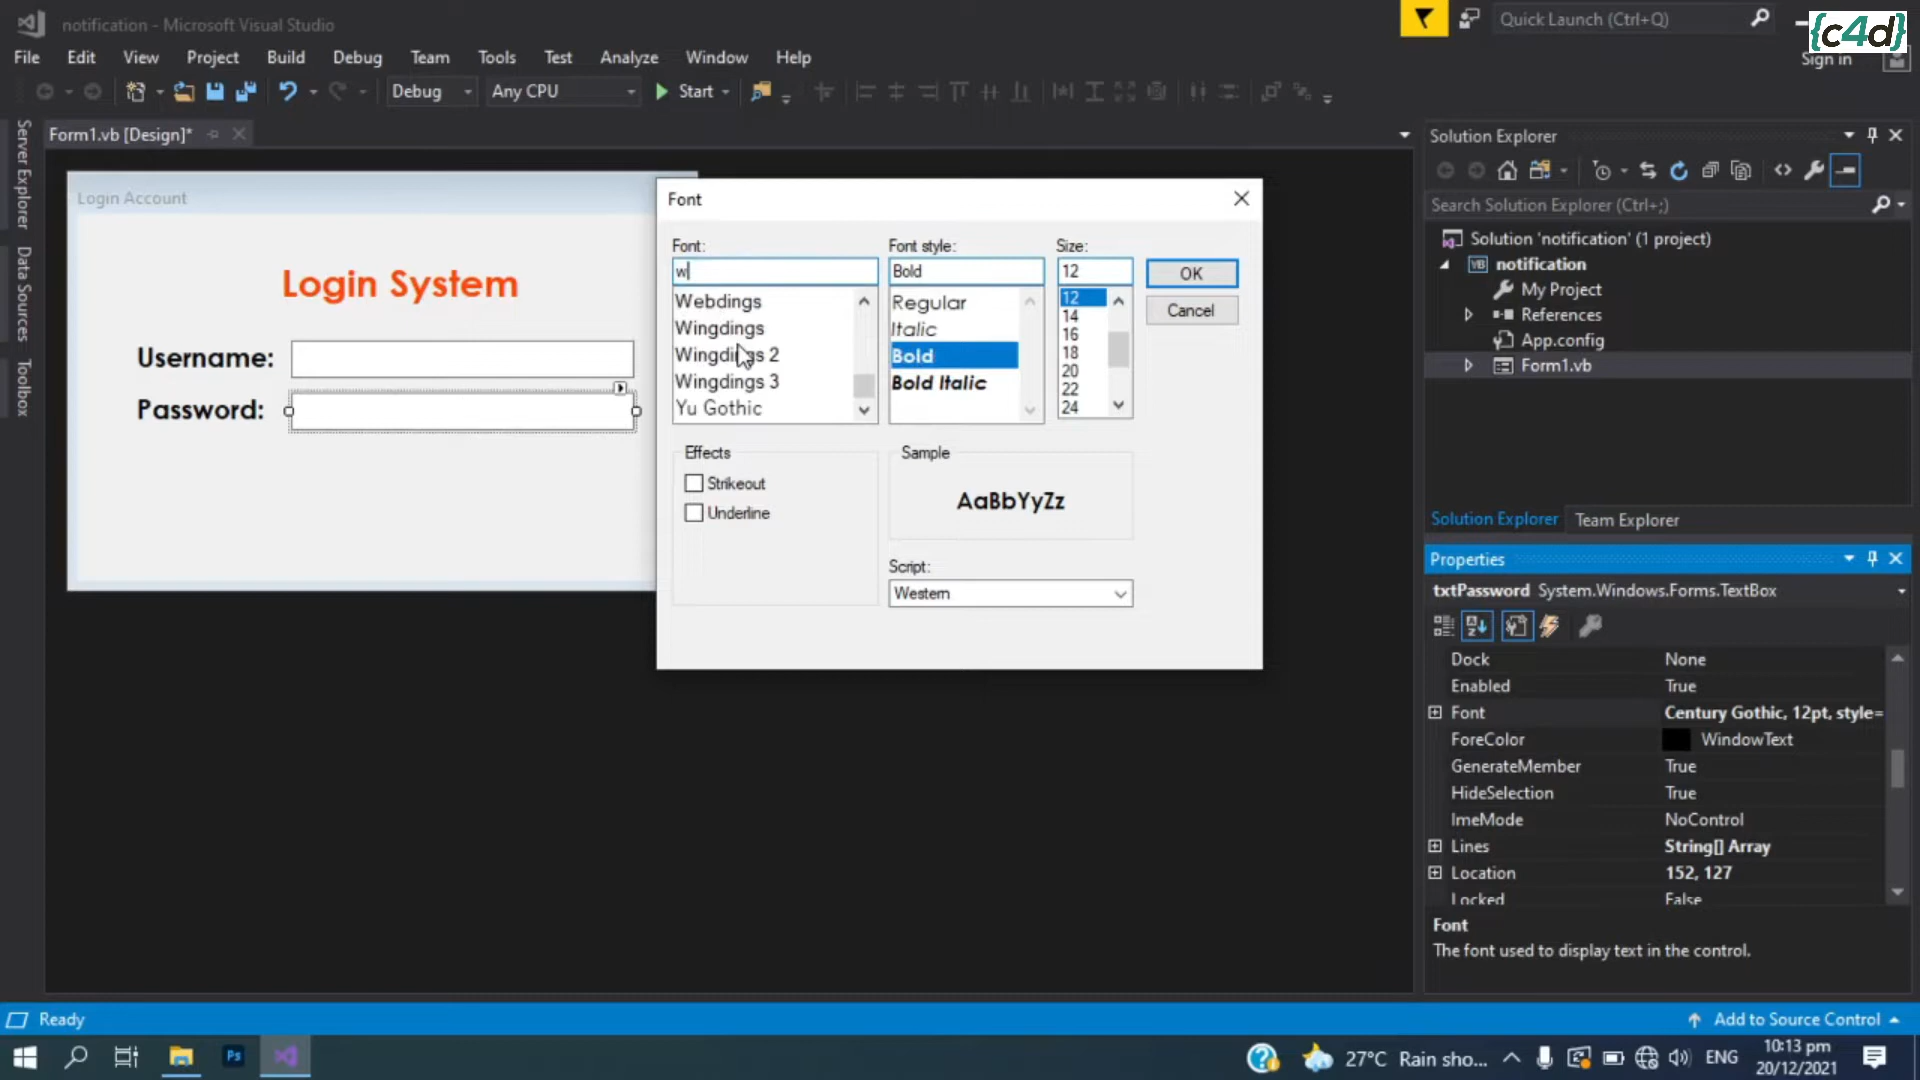 notification - Microsoft Visual Studio
Quick Launch (Ctrl+Q)
{c4d}
File Edit View Project Build Debug Team Tools Test Analyze Window Help
Sign in
Debug Any CPU Start
Server Explorer
Data Sources
Toolbox
Form1.vb [Design]*
Login Account
Login System
Username:
Password:
Font
Font: Font style: Size:
w Bold 12
OK
Cancel
Webdings
Wingdings
Wingdings 2
Wingdings 3
Yu Gothic
Regular
Italic
Bold
Bold Italic
12
14
16
18
20
22
24
Effects
Strikeout
Underline
Sample
AaBbYyZz
Script:
Western
Solution Explorer
Search Solution Explorer (Ctrl+;)
Solution 'notification' (1 project)
VB notification
My Project
References
App.config
Form1.vb
Solution Explorer Team Explorer
Properties
txtPassword System.Windows.Forms.TextBox
Dock None
Enabled True
Font Century Gothic, 12pt, style=
ForeColor WindowText
GenerateMember True
HideSelection True
ImeMode NoControl
Lines String[] Array
Location 152, 127
Locked False
Font
The font used to display text in the control.
Ready
Add to Source Control
Ps
27°C Rain sho...
ENG
10:13 pm
20/12/2021